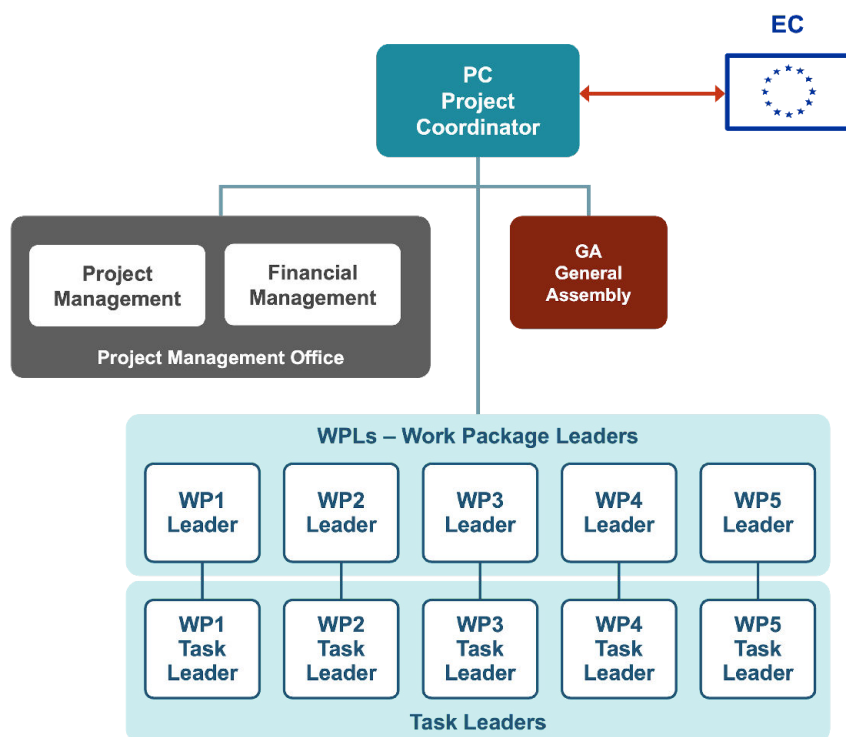 EC
PC
Project
Coordinator
Project
Management
Financial
Management
Project Management Office
GA
General
Assembly
WPLs – Work Package Leaders
WP1
Leader
WP2
Leader
WP3
Leader
WP4
Leader
WP5
Leader
WP1
Task
Leader
WP2
Task
Leader
WP3
Task
Leader
WP4
Task
Leader
WP5
Task
Leader
Task Leaders